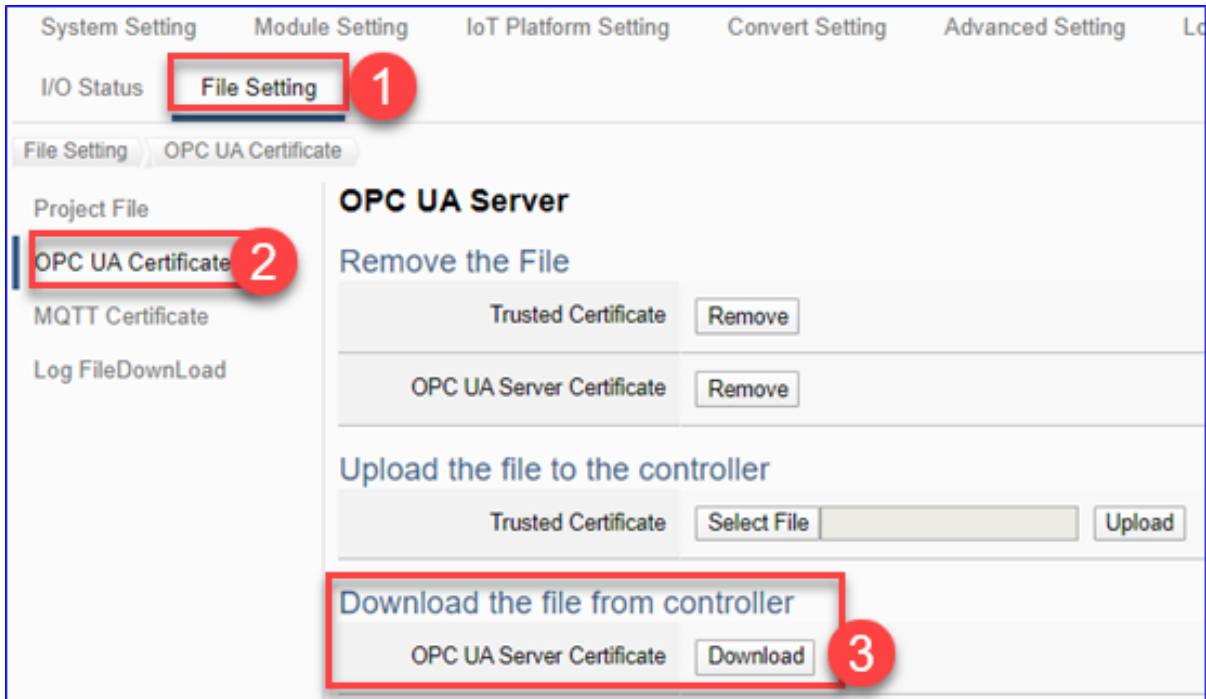 System Setting Module Setting IoT Platform Setting Convert Setting Advanced Setting Lo
I/O Status File Setting 1
File Setting OPC UA Certificate
Project File
OPC UA Certificate 2
MQTT Certificate
Log FileDownLoad
OPC UA Server
Remove the File
Trusted Certificate Remove
OPC UA Server Certificate Remove
Upload the file to the controller
Trusted Certificate Select File Upload
Download the file from controller
OPC UA Server Certificate Download 3